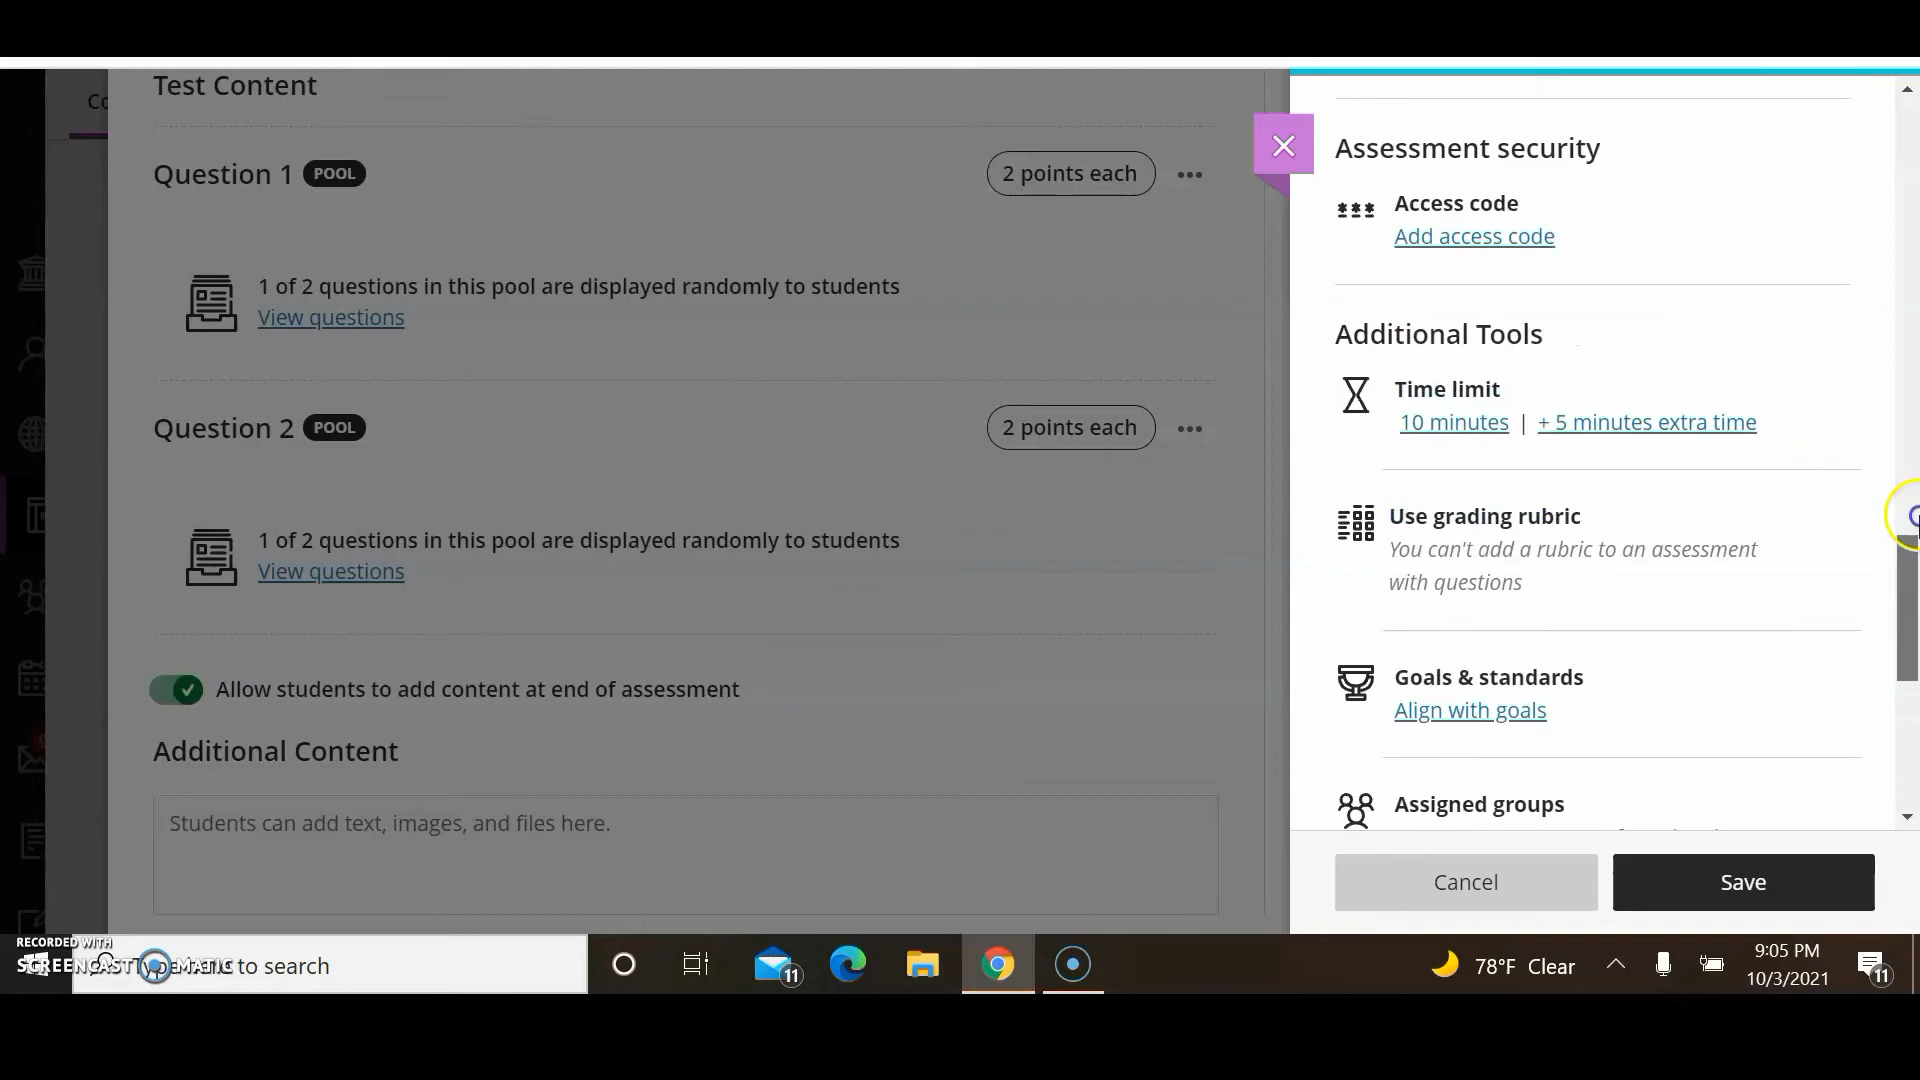 Co
Test Content
Question 1 POOL
2 points each
1 of 2 questions in this pool are displayed randomly to students
View questions
Question 2 POOL
2 points each
1 of 2 questions in this pool are displayed randomly to students
View questions
Allow students to add content at end of assessment
Additional Content
Students can add text, images, and files here.
Assessment security
Access code
Add access code
Additional Tools
Time limit
10 minutes | + 5 minutes extra time
Use grading rubric
You can't add a rubric to an assessment
with questions
Goals & standards
Align with goals
Assigned groups
Cancel
Save
RECORDED WITH
SCREENCAST MATIC
to search
11
78°F Clear
9:05 PM
10/3/2021
11